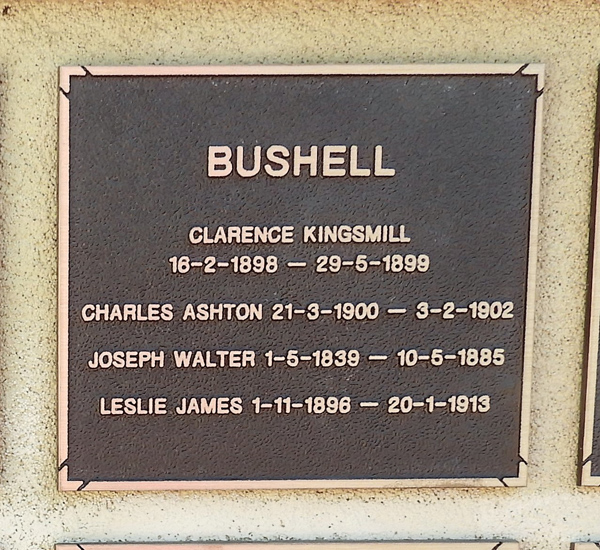 BUSHELL
CLARENCE KINGSMILL
16-2-1898 — 29-5-1899
CHARLES ASHTON 21-3-1900 — 3-2-1902
JOSEPH WALTER 1-5-1839 — 10-5-1885
LESLIE JAMES 1-11-1896 — 20-1-1913